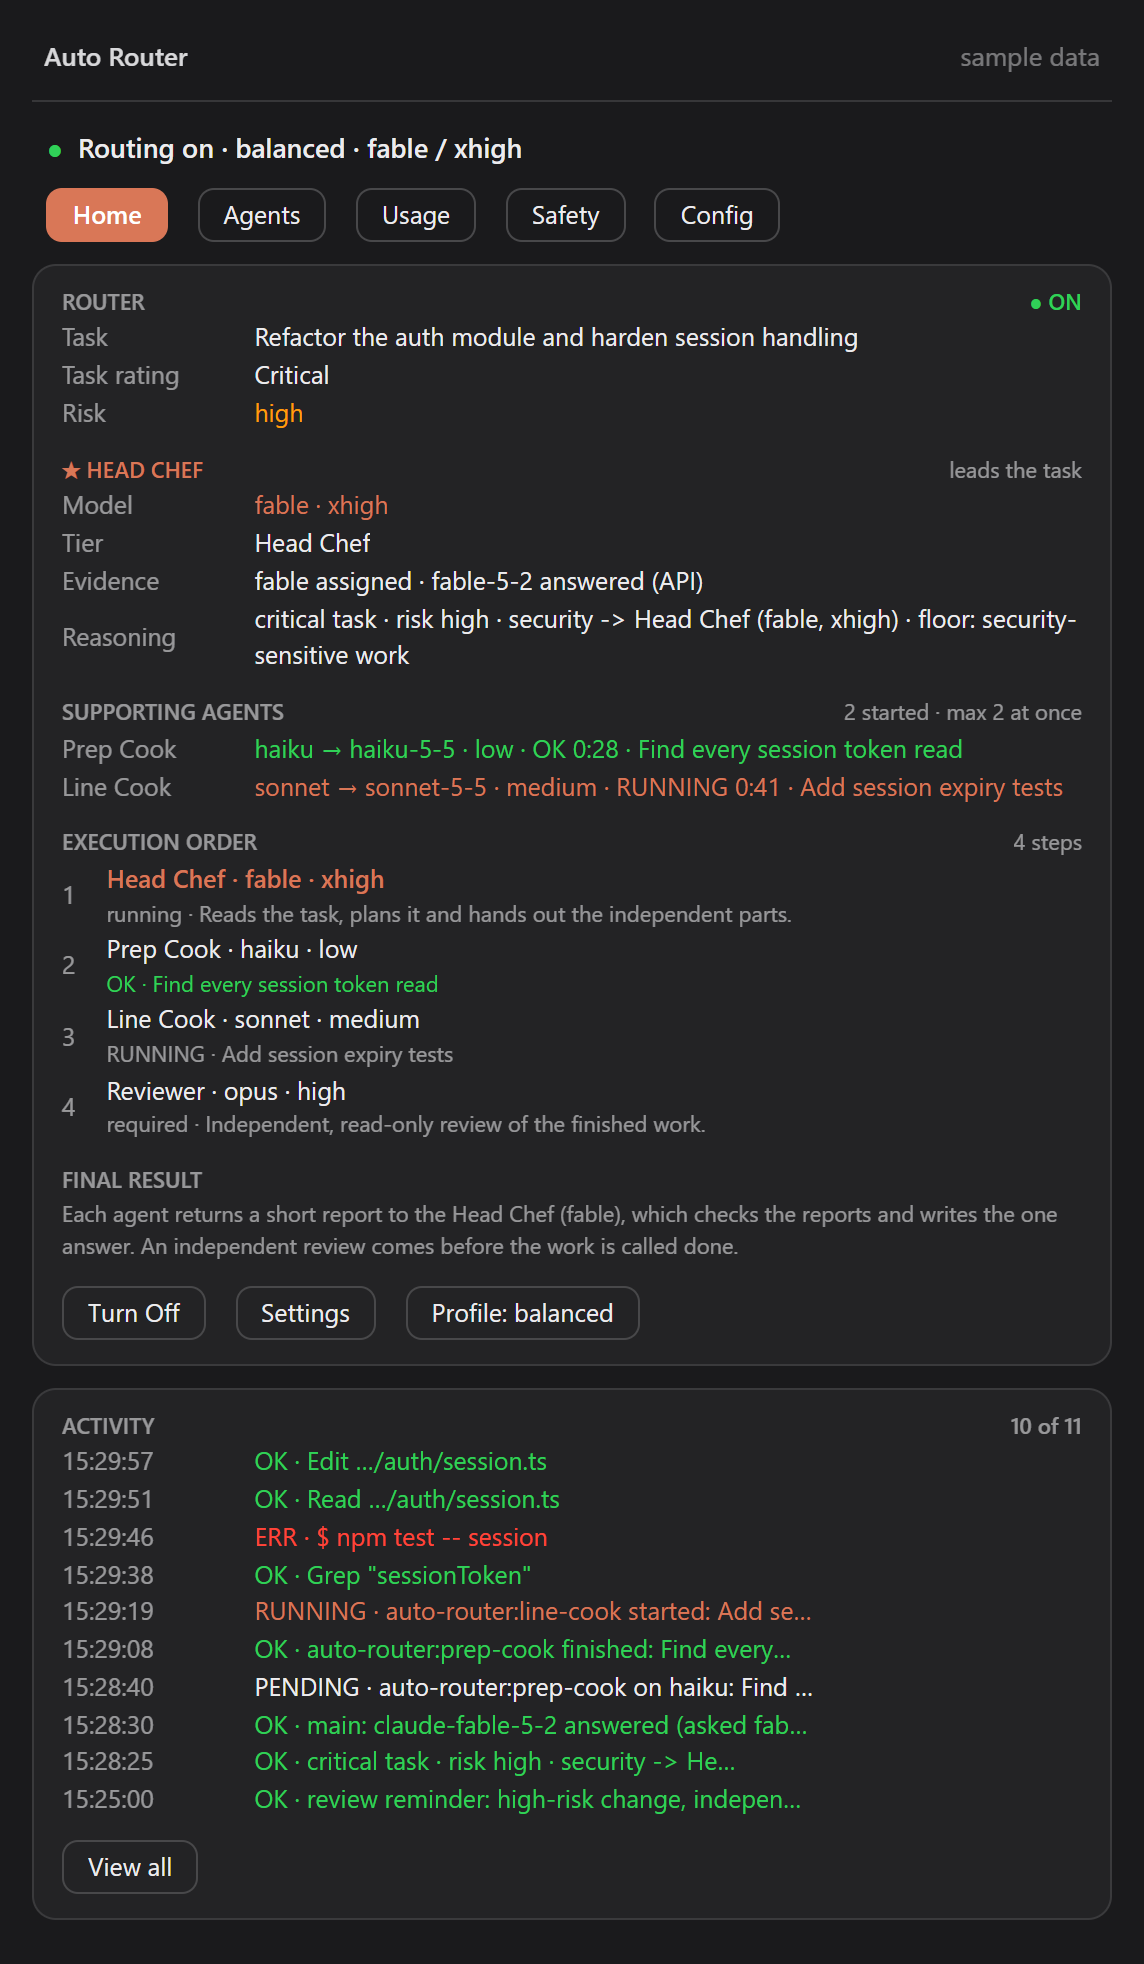 Auto Router sample data
Routing on · balanced · fable / xhigh
Home Agents Usage Safety Config
ROUTER ● ON
Task Refactor the auth module and harden session handling
Task rating Critical
Risk high
★ HEAD CHEF leads the task
Model fable · xhigh
Tier Head Chef
Evidence fable assigned · fable-5-2 answered (API)
Reasoning critical task · risk high · security -> Head Chef (fable, xhigh) · floor: security-
sensitive work
SUPPORTING AGENTS 2 started · max 2 at once
Prep Cook haiku → haiku-5-5 · low · OK 0:28 · Find every session token read
Line Cook sonnet → sonnet-5-5 · medium · RUNNING 0:41 · Add session expiry tests
EXECUTION ORDER 4 steps
1 Head Chef · fable · xhigh
running · Reads the task, plans it and hands out the independent parts.
2 Prep Cook · haiku · low
OK · Find every session token read
3 Line Cook · sonnet · medium
RUNNING · Add session expiry tests
4 Reviewer · opus · high
required · Independent, read-only review of the finished work.
FINAL RESULT
Each agent returns a short report to the Head Chef (fable), which checks the reports and writes the one
answer. An independent review comes before the work is called done.
Turn Off Settings Profile: balanced
ACTIVITY 10 of 11
15:29:57 OK · Edit .../auth/session.ts
15:29:51 OK · Read .../auth/session.ts
15:29:46 ERR · $ npm test -- session
15:29:38 OK · Grep "sessionToken"
15:29:19 RUNNING · auto-router:line-cook started: Add se...
15:29:08 OK · auto-router:prep-cook finished: Find every...
15:28:40 PENDING · auto-router:prep-cook on haiku: Find ...
15:28:30 OK · main: claude-fable-5-2 answered (asked fab...
15:28:25 OK · critical task · risk high · security -> He...
15:25:00 OK · review reminder: high-risk change, indepen...
View all